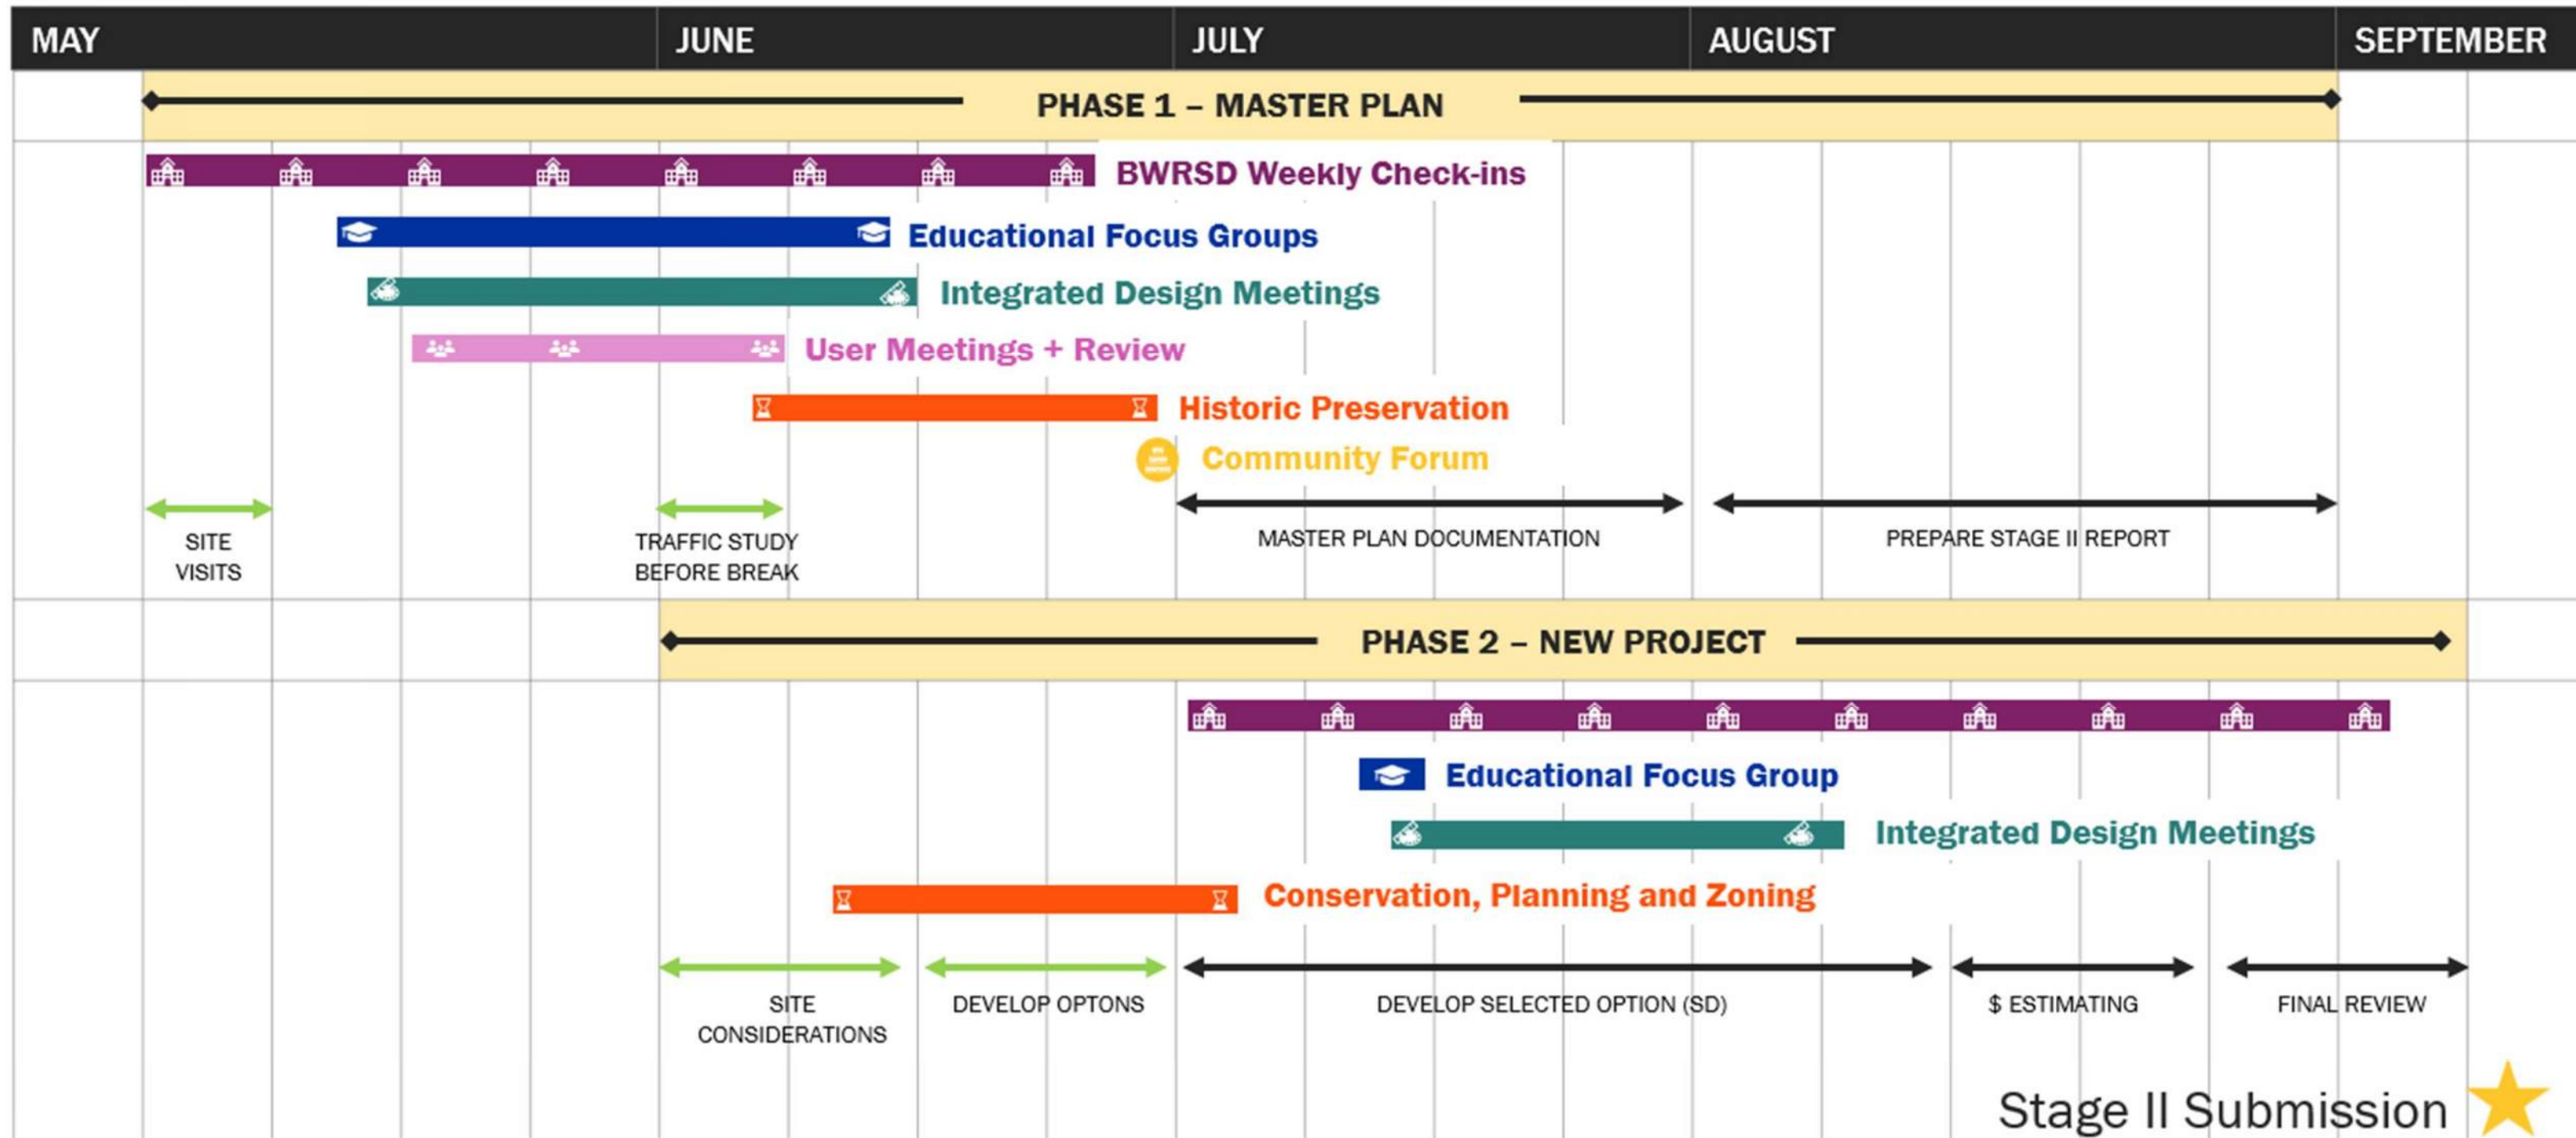 MAY JUNE JULY AUGUST SEPTEMBER
PHASE 1 – MASTER PLAN
BWRSD Weekly Check-ins
Educational Focus Groups
Integrated Design Meetings
User Meetings + Review
Historic Preservation
Community Forum
SITE
VISITS
TRAFFIC STUDY
BEFORE BREAK
MASTER PLAN DOCUMENTATION
PREPARE STAGE II REPORT
PHASE 2 – NEW PROJECT
Educational Focus Group
Integrated Design Meetings
Conservation, Planning and Zoning
SITE
CONSIDERATIONS
DEVELOP OPTONS
DEVELOP SELECTED OPTION (SD)
$ ESTIMATING
FINAL REVIEW
Stage II Submission